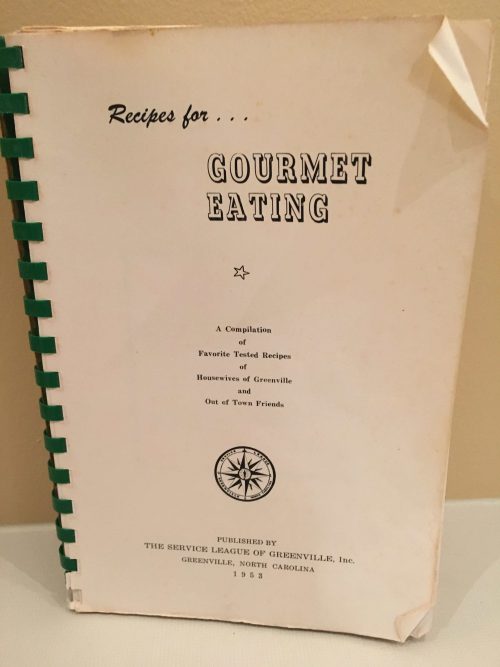 Recipes for . . .
GOURMET
EATING
A Compilation
of
Favorite Tested Recipes
of
Housewives of Greenville
and
Out of Town Friends
PUBLISHED BY
THE SERVICE LEAGUE OF GREENVILLE, Inc.
GREENVILLE, NORTH CAROLINA
1953